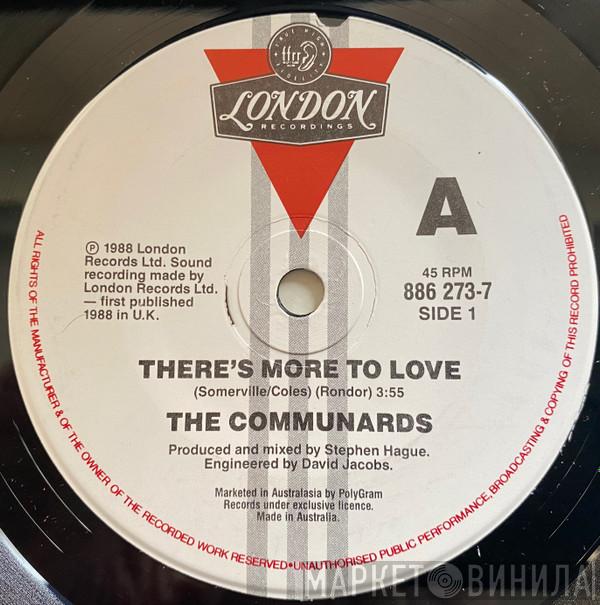 TRUE HIGH FIDELITY
ffrr
LONDON
RECORDINGS
A
℗ 1988 London
Records Ltd. Sound
recording made by
London Records Ltd.
— first published
1988 in U.K.
45 RPM
886 273-7
SIDE 1
THERE'S MORE TO LOVE
(Somerville/Coles) (Rondor) 3:55
THE COMMUNARDS
Produced and mixed by Stephen Hague.
Engineered by David Jacobs.
Marketed in Australasia by PolyGram
Records under exclusive licence.
Made in Australia.
ALL RIGHTS OF THE MANUFACTURER & OF THE OWNER OF THE RECORDED WORK RESERVED•UNAUTHORISED PUBLIC PERFORMANCE, BROADCASTING & COPYING OF THIS RECORD PROHIBITED
МАРКЕТ ВИНИЛА